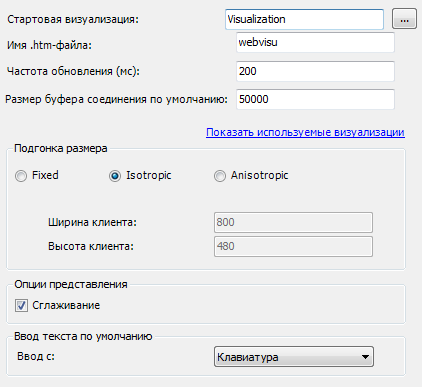 Стартовая визуализация: Visualization ...
Имя .htm-файла: webvisu
Частота обновления (мс): 200
Размер буфера соединения по умолчанию: 50000
Показать используемые визуализации
Подгонка размера
Fixed Isotropic Anisotropic
Ширина клиента: 800
Высота клиента: 480
Опции представления
Сглаживание
Ввод текста по умолчанию
Ввод с: Клавиатура